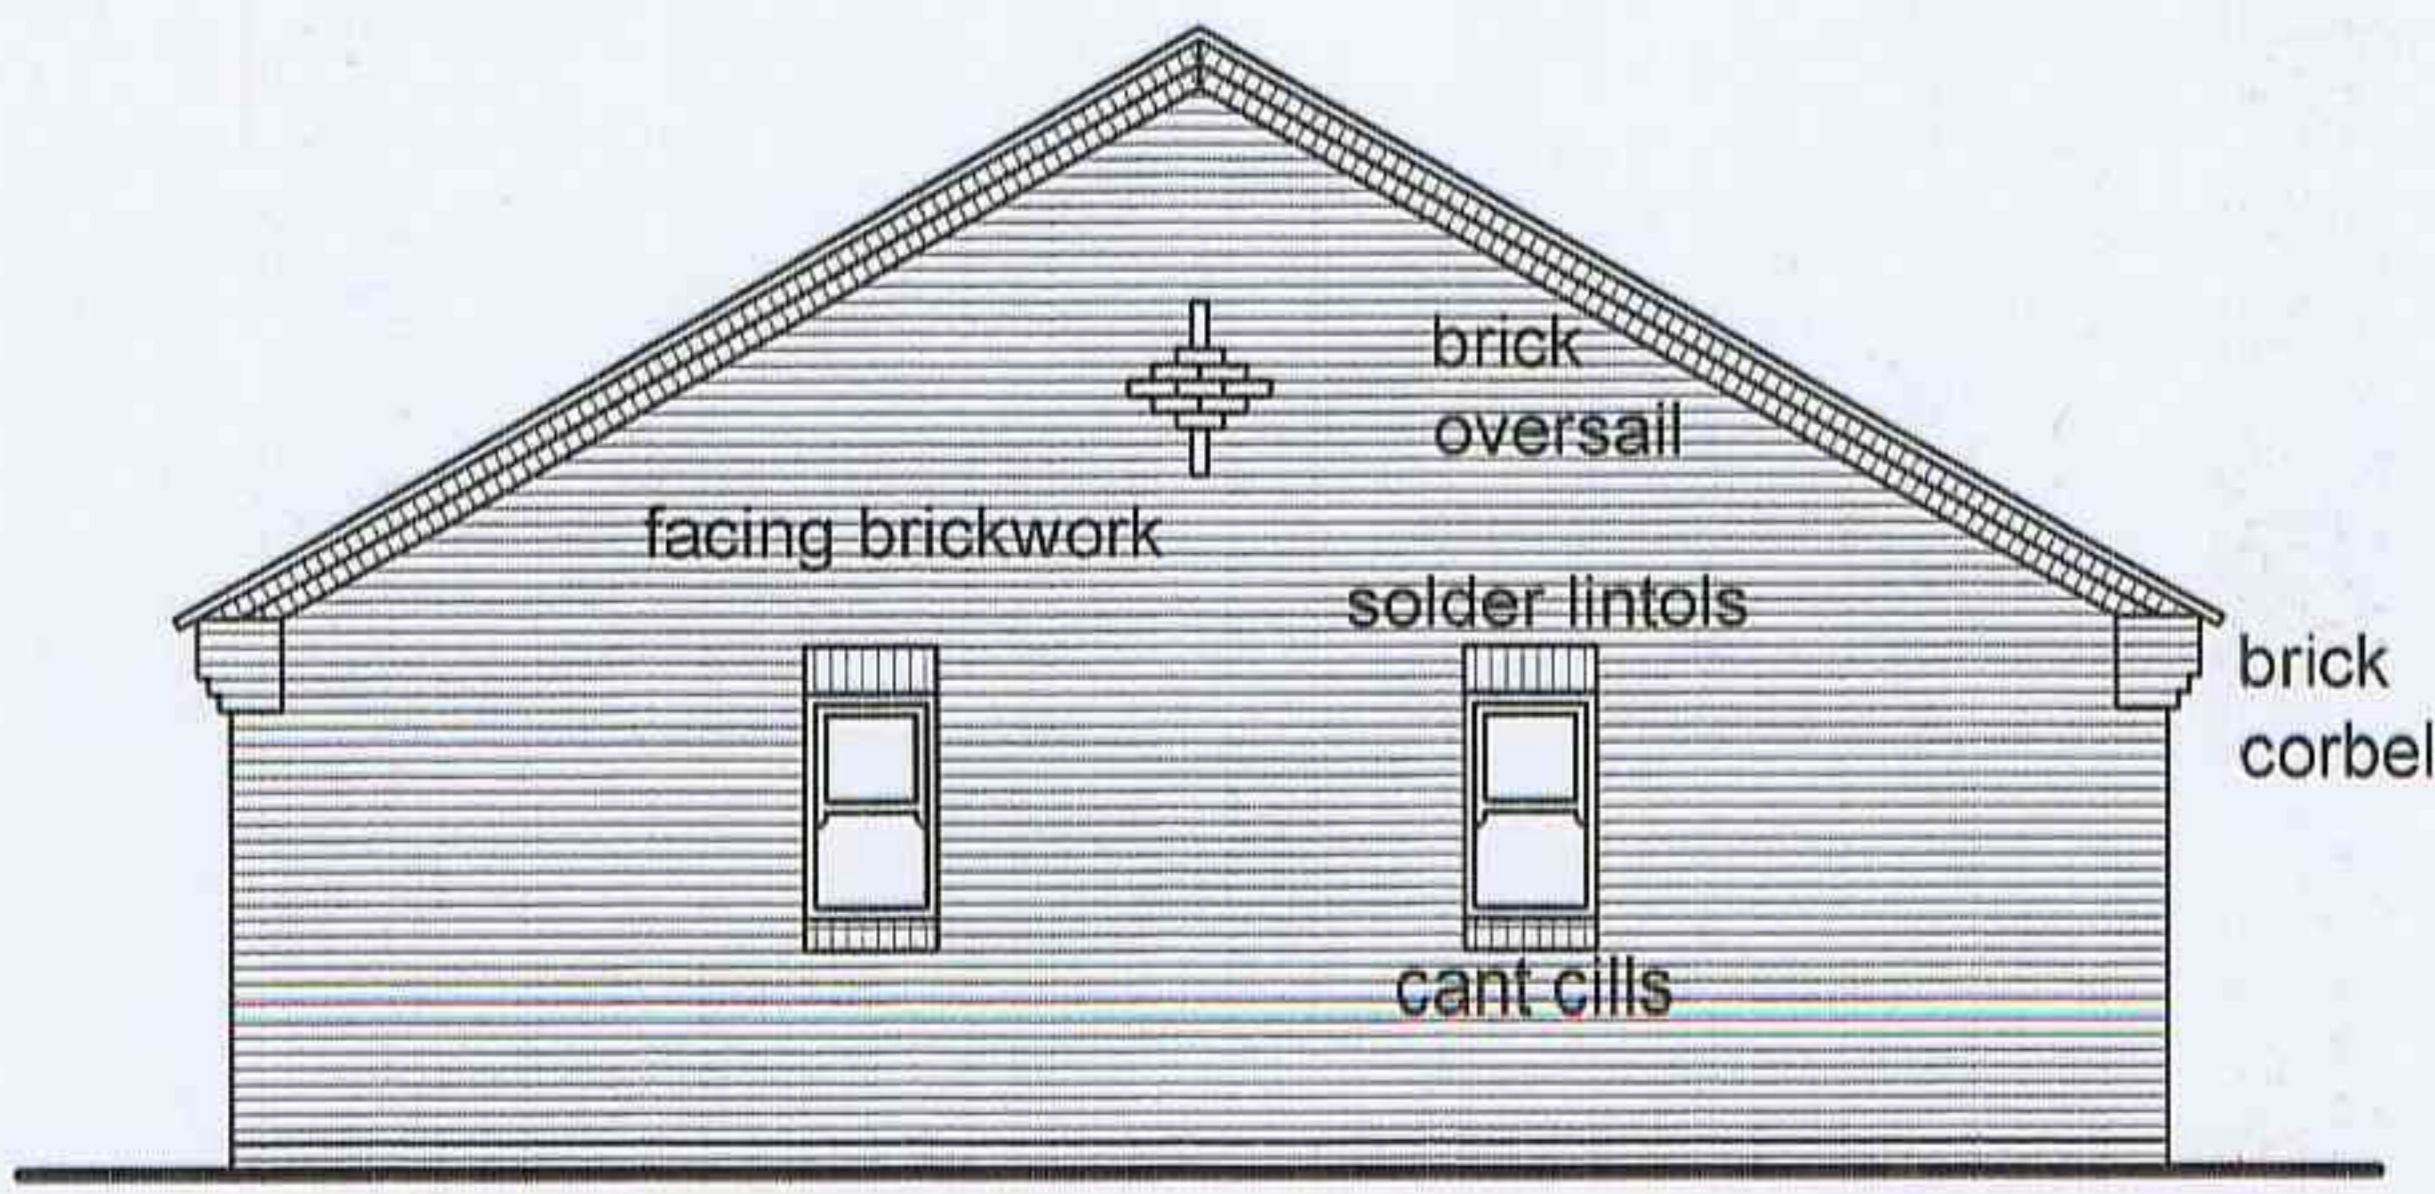 brick
oversail
facing brickwork
solder lintols
brick
corbel
cant cills